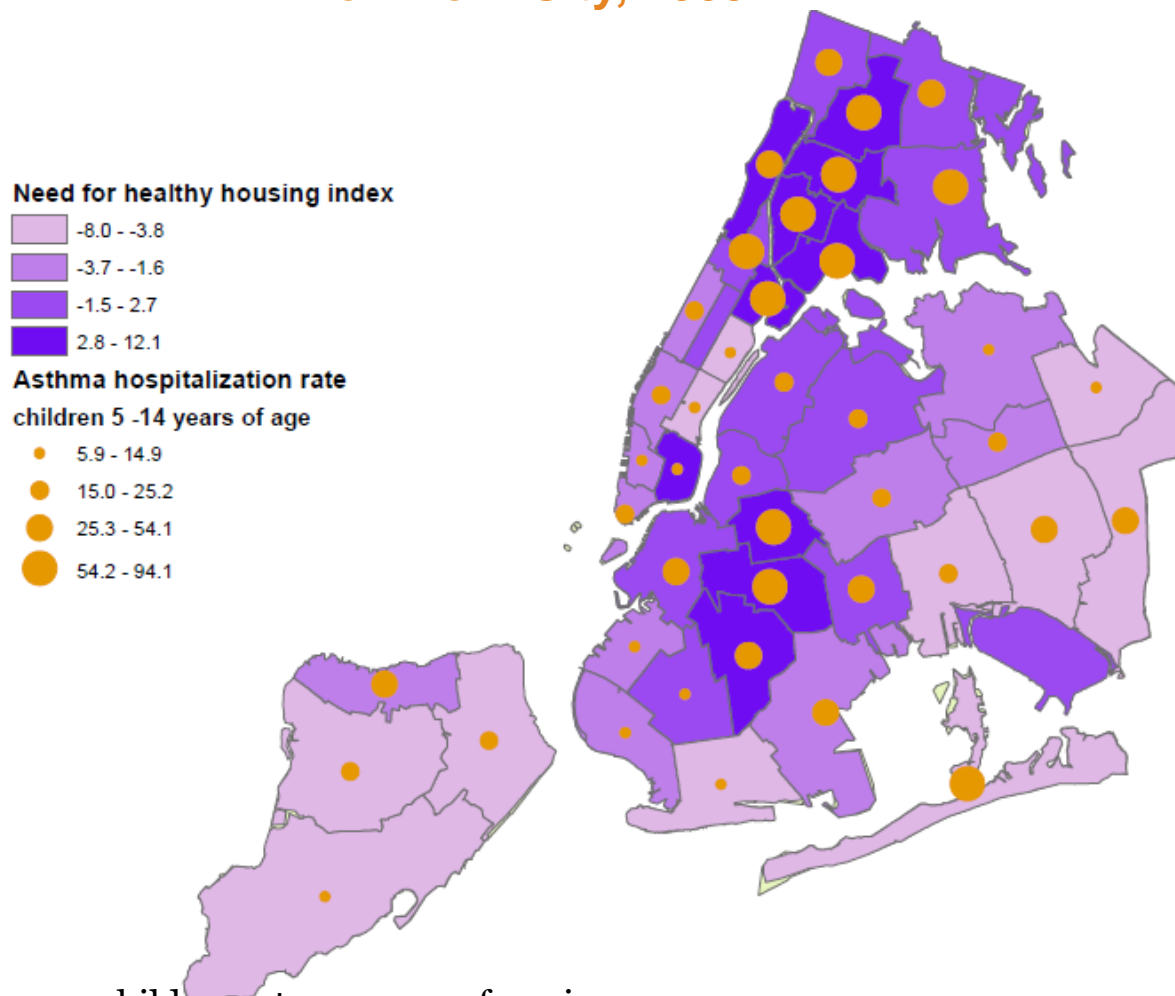 City,
Need for healthy housing index
-8.0 - -3.8
-3.7 - -1.6
-1.5 - 2.7
2.8 - 12.1
Asthma hospitalization rate
children 5 -14 years of age
5.9 - 14.9
15.0 - 25.2
25.3 - 54.1
54.2 - 94.1